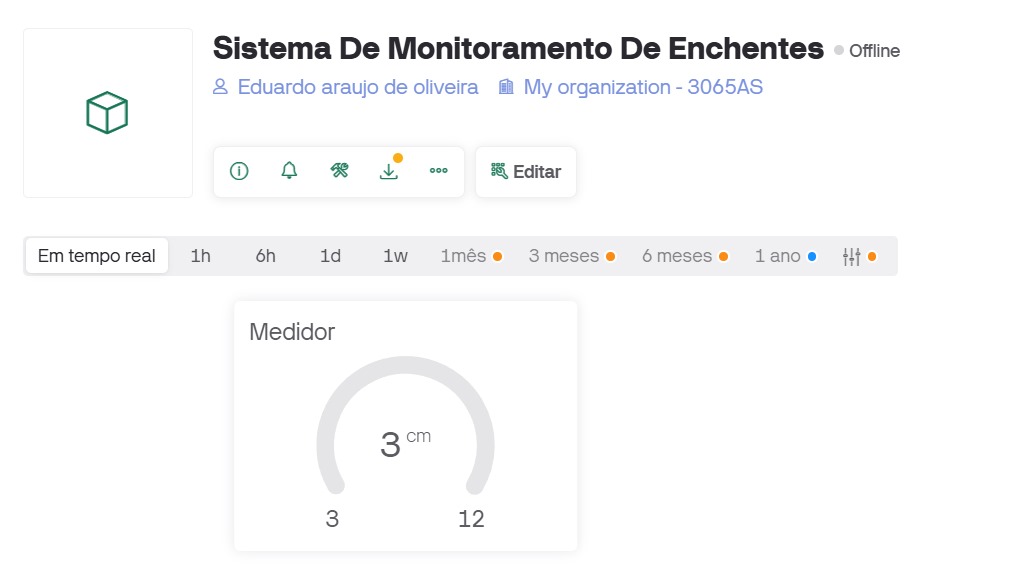 Sistema De Monitoramento De Enchentes Offline
Eduardo araujo de oliveira My organization - 3065AS
Editar
Em tempo real 1h 6h 1d 1w 1mês 3 meses 6 meses 1 ano
Medidor
3 cm
3 12